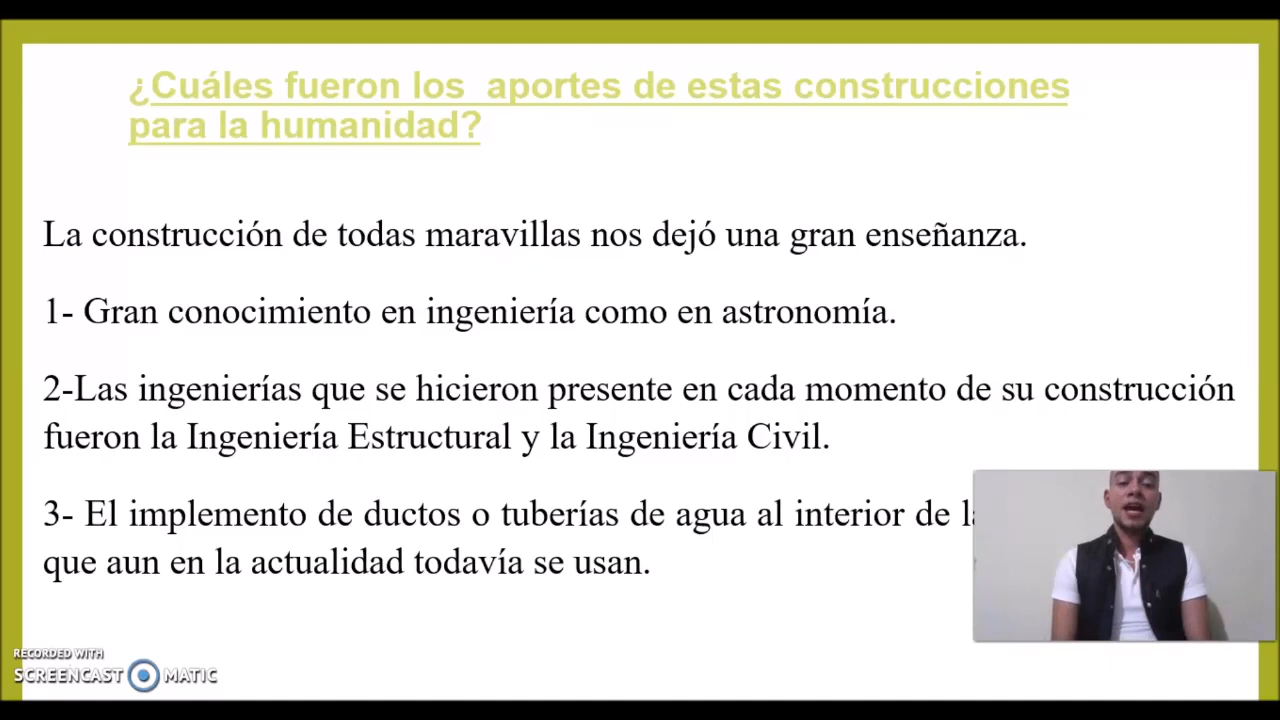 ¿Cuáles fueron los aportes de estas construcciones
para la humanidad?
La construcción de todas maravillas nos dejó una gran enseñanza.
1- Gran conocimiento en ingeniería como en astronomía.
2-Las ingenierías que se hicieron presente en cada momento de su construcción
fueron la Ingeniería Estructural y la Ingeniería Civil.
3- El implemento de ductos o tuberías de agua al interior de
que aun en la actualidad todavía se usan.
RECORDED WITH
SCREENCAST MATIC